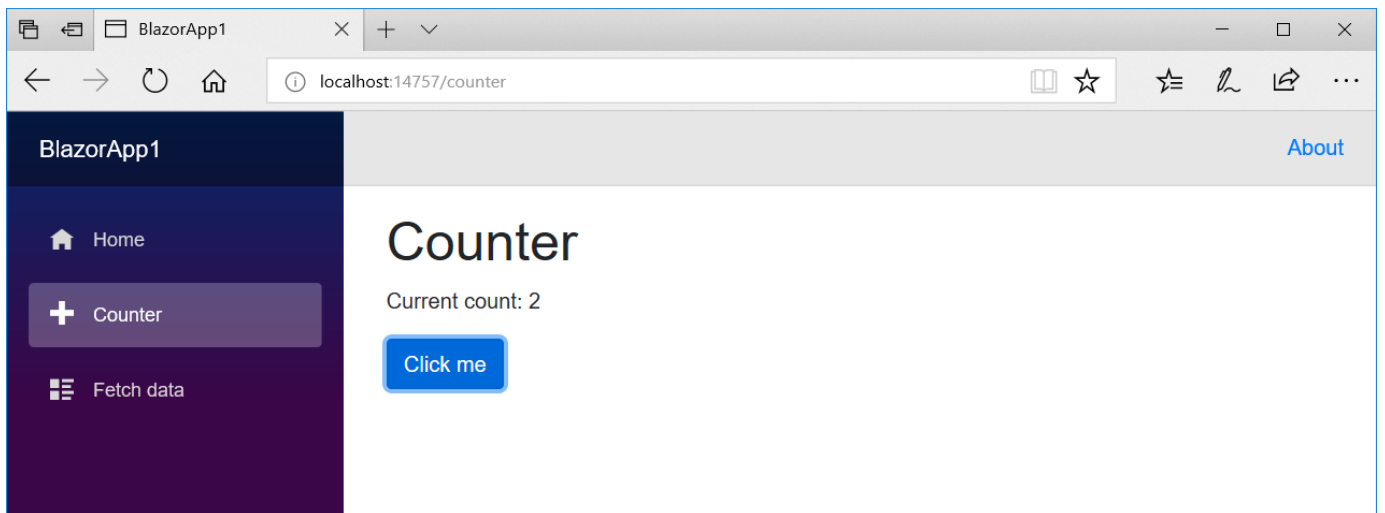 BlazorApp1
localhost:14757/counter
BlazorApp1
About
Home
Counter
Counter
Current count: 2
Click me
Fetch data